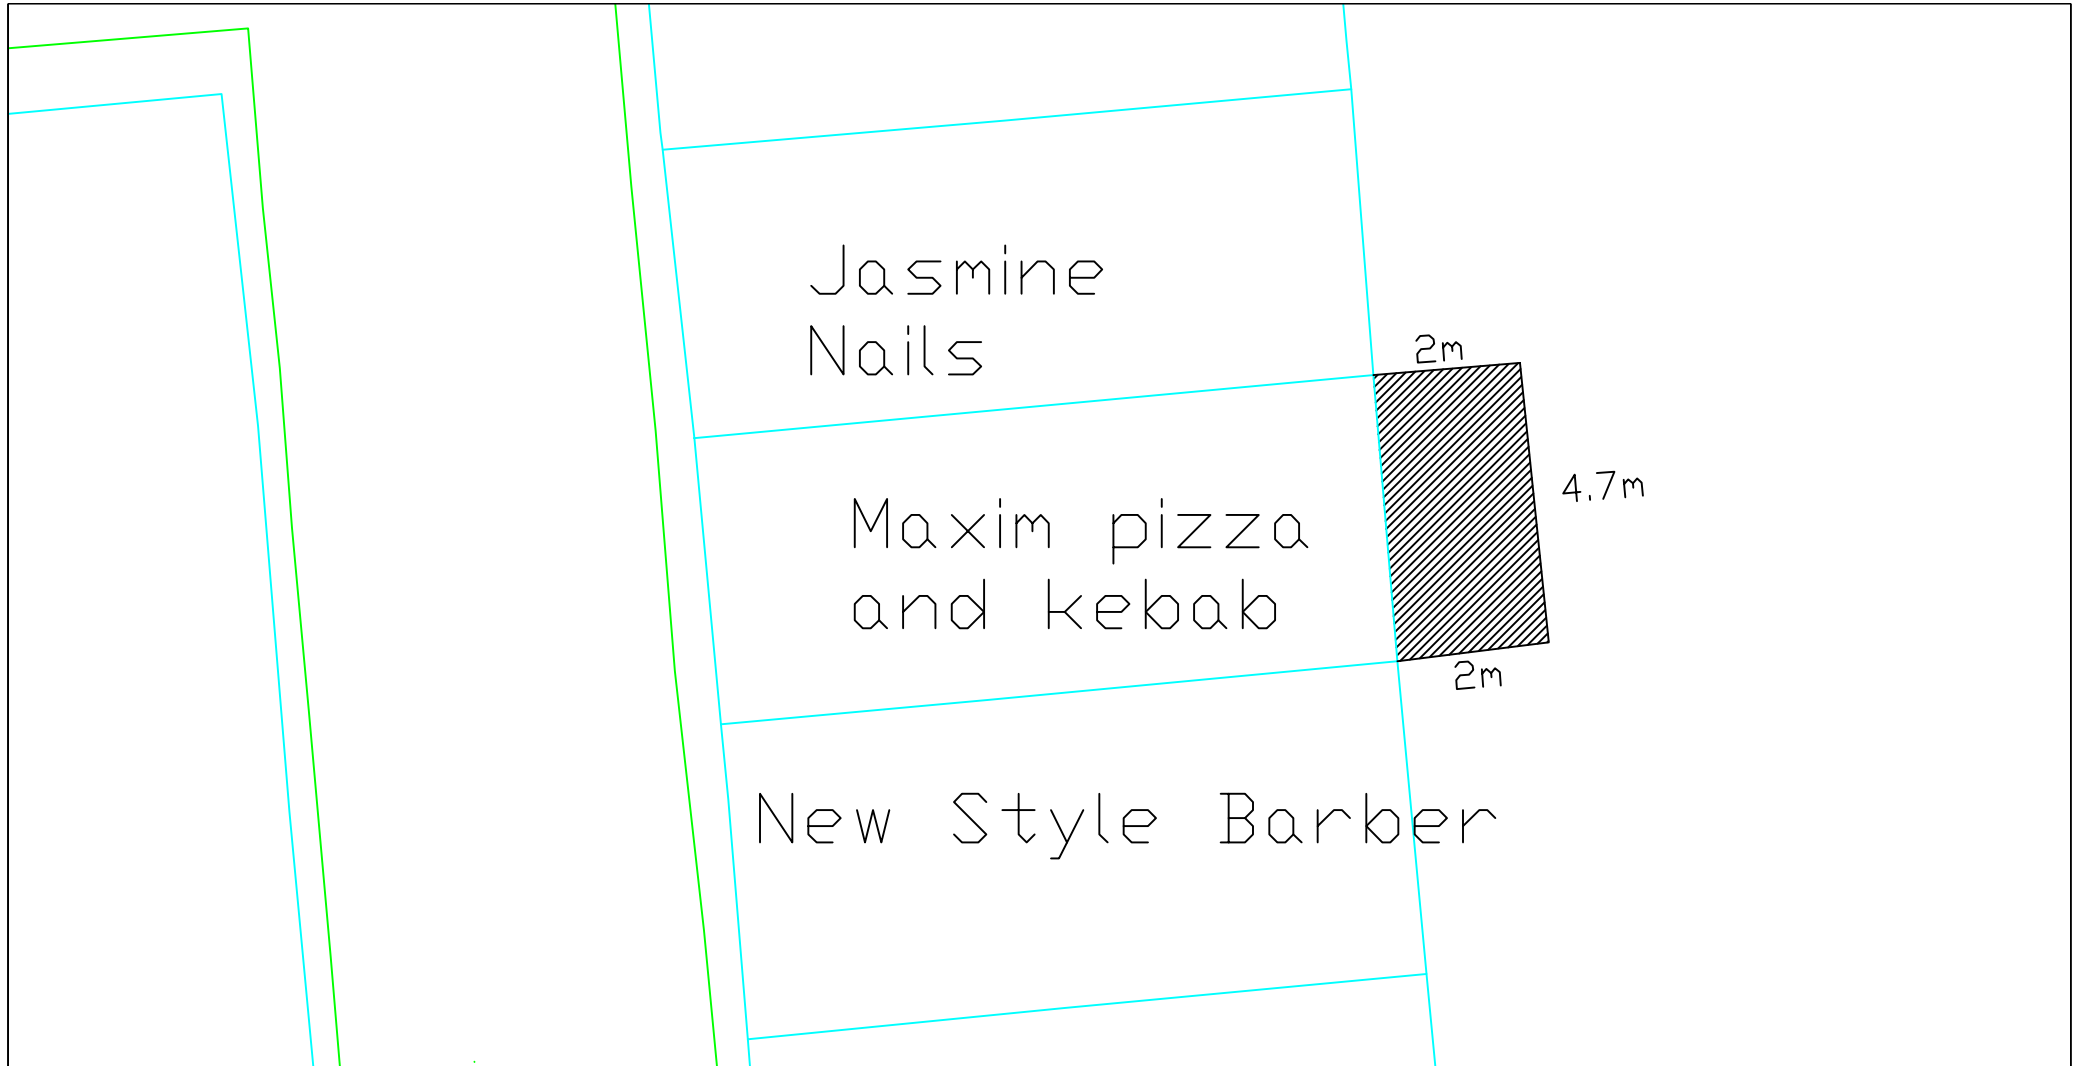 Jasmine
Nails
2m
4.7m
Maxim pizza
and kebab
2m
New Style Barber